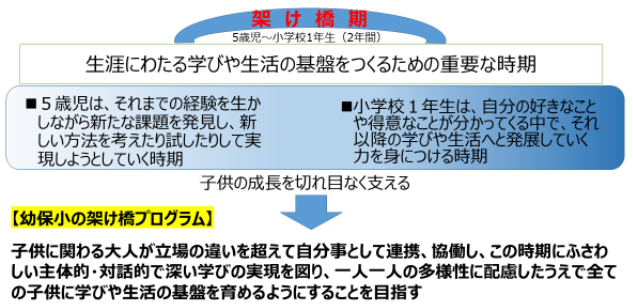 架け橋期
5歳児～小学校1年生（2年間）
生涯にわたる学びや生活の基盤をつくるための重要な時期
■５歳児は、それまでの経験を生か
しながら新たな課題を発見し、新
しい方法を考えたり試したりして実
現しようとしていく時期
■小学校１年生は、自分の好きなこと
や得意なことが分かってくる中で、それ
以降の学びや生活へと発展していく
力を身につける時期
子供の成長を切れ目なく支える
【幼保小の架け橋プログラム】
子供に関わる大人が立場の違いを超えて自分事として連携、協働し、この時期にふさわ
しい主体的・対話的で深い学びの実現を図り、一人一人の多様性に配慮したうえで全て
の子供に学びや生活の基盤を育めるようにすることを目指す